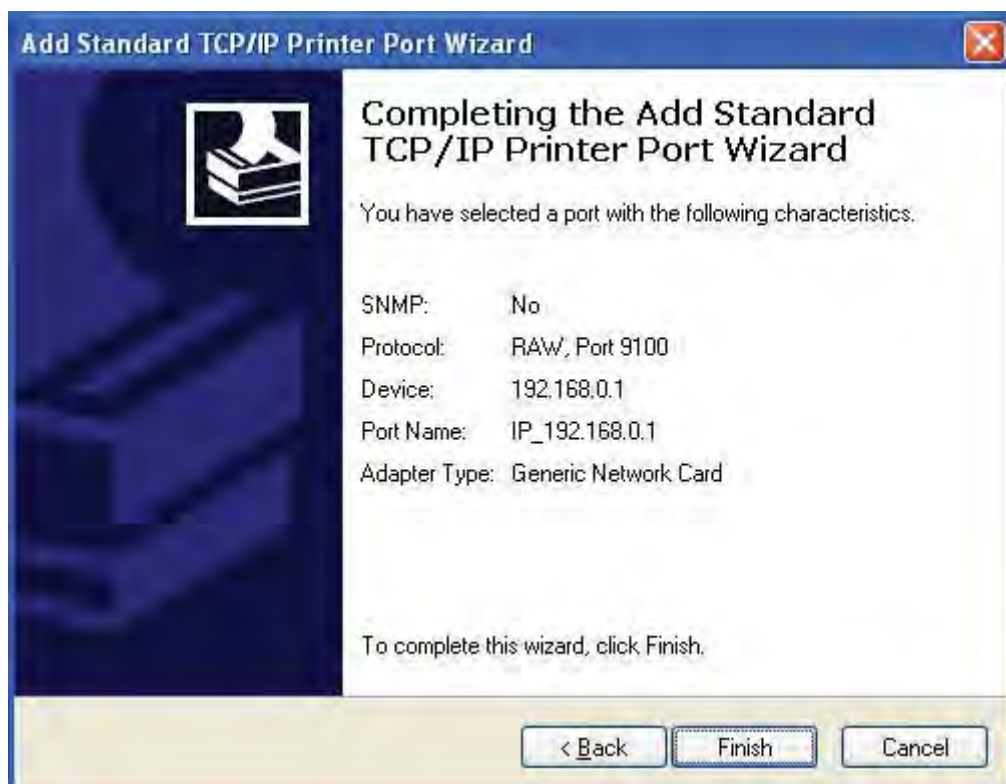 Add Standard TCP/IP Printer Port Wizard
Completing the Add Standard
TCP/IP Printer Port Wizard
You have selected a port with the following characteristics.
SNMP: No
Protocol: RAW, Port 9100
Device: 192.168.0.1
Port Name: IP_192.168.0.1
Adapter Type: Generic Network Card
To complete this wizard, click Finish.
< Back Finish Cancel